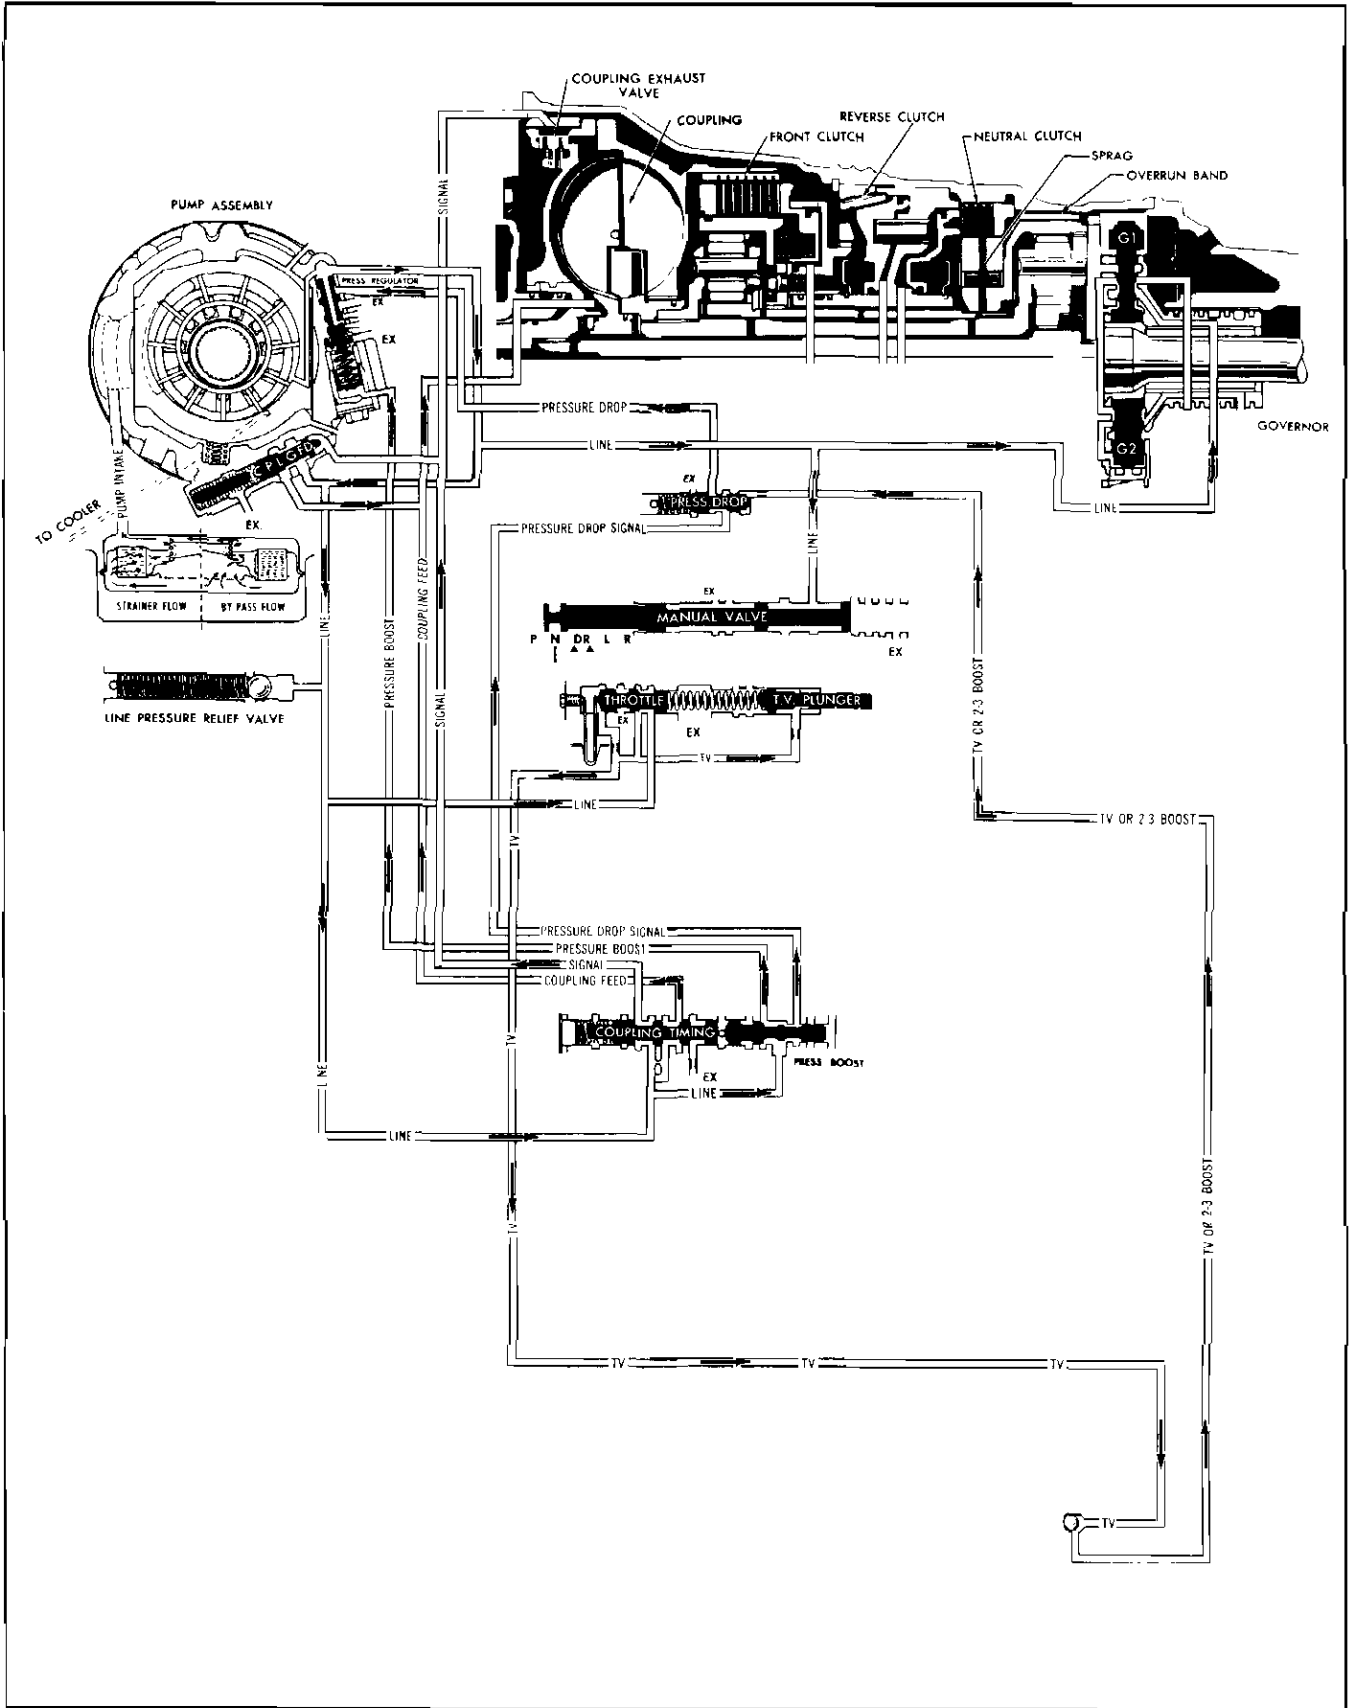 COUPLING EXHAUST
VALVE
COUPLING
REVERSE CLUTCH
FRONT CLUTCH
NEUTRAL CLUTCH
SPRAG
OVERRUN BAND
PUMP ASSEMBLY
SIGNAL
G1
PRESS REGULATOR
EX
EX
PRESSURE DROP
LINE
GOVERNOR
G2
CPLGFD
PUMP INTAKE
TO COOLER
EX.
EX
PRESS DROP
LINE
PRESSURE DROP SIGNAL
LINE
STRAINER FLOW
BY PASS FLOW
COUPLING FEED
LINE
EX
MANUAL VALVE
P N DR L R
EX
PRESSURE BOOST
SIGNAL
LINE PRESSURE RELIEF VALVE
THROTTLE
T.V. PLUNGER
EX
EX
TV
TV OR 2-3 BOOST
LINE
TV
TV OR 2-3 BOOST
PRESSURE DROP SIGNAL
PRESSURE BOOST
SIGNAL
COUPLING FEED
COUPLING TIMING
TV
PRESS BOOST
EX
LINE
LINE
LINE
TV
TV OR 2-3 BOOST
TV
TV
TV
TV